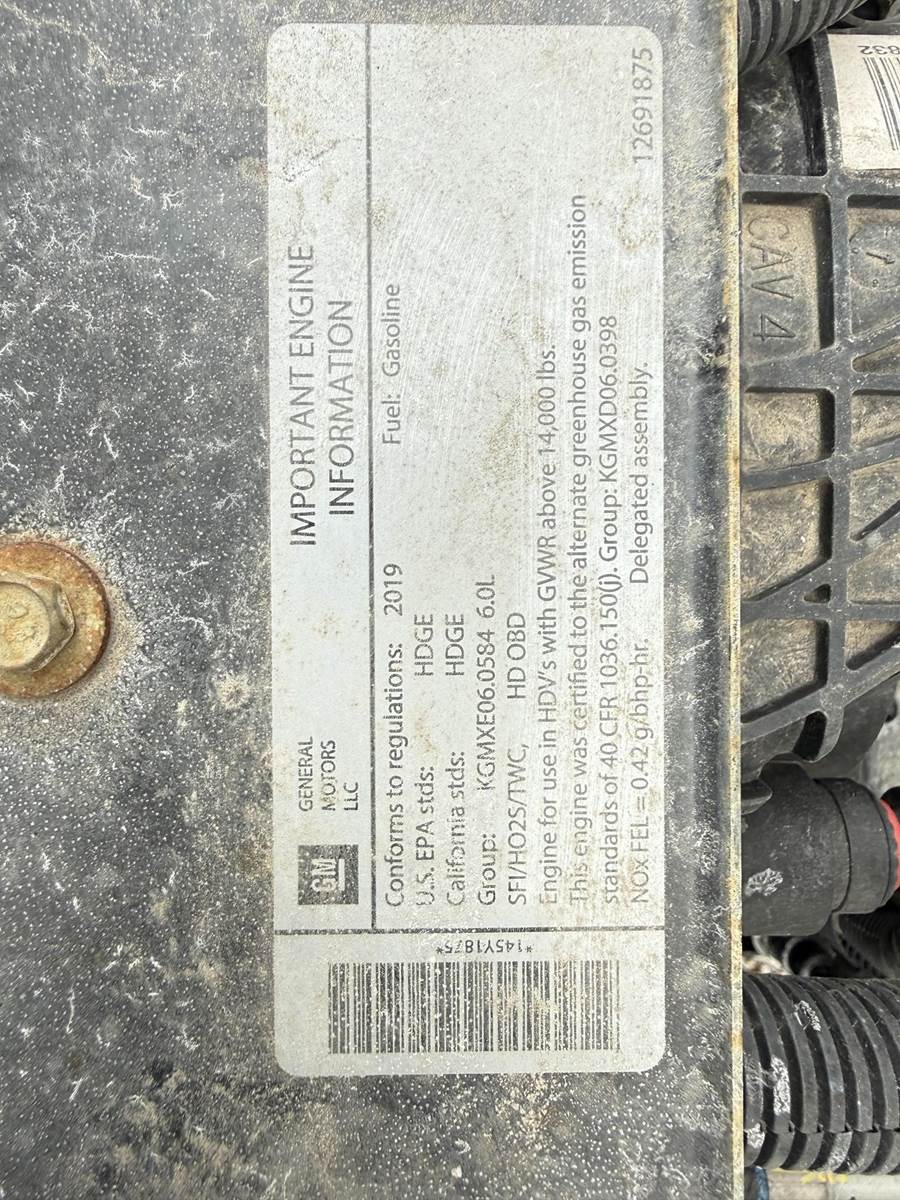 GM
GENERAL
MOTORS
LLC
IMPORTANT ENGINE
INFORMATION
Conforms to regulations: 2019 Fuel: Gasoline
U.S. EPA stds: HDGE
California stds: HDGE
Group: KGMXE06.0584 6.0L
SFI/HO2S/TWC, HD OBD
Engine for use in HDV's with GVWR above 14,000 lbs.
This engine was certified to the alternate greenhouse gas emission
standards of 40 CFR 1036.150(j). Group: KGMXD06.0398
NOx FEL = 0.42 g/bhp-hr. Delegated assembly.
12691875
*145Y1875*
CAV 4